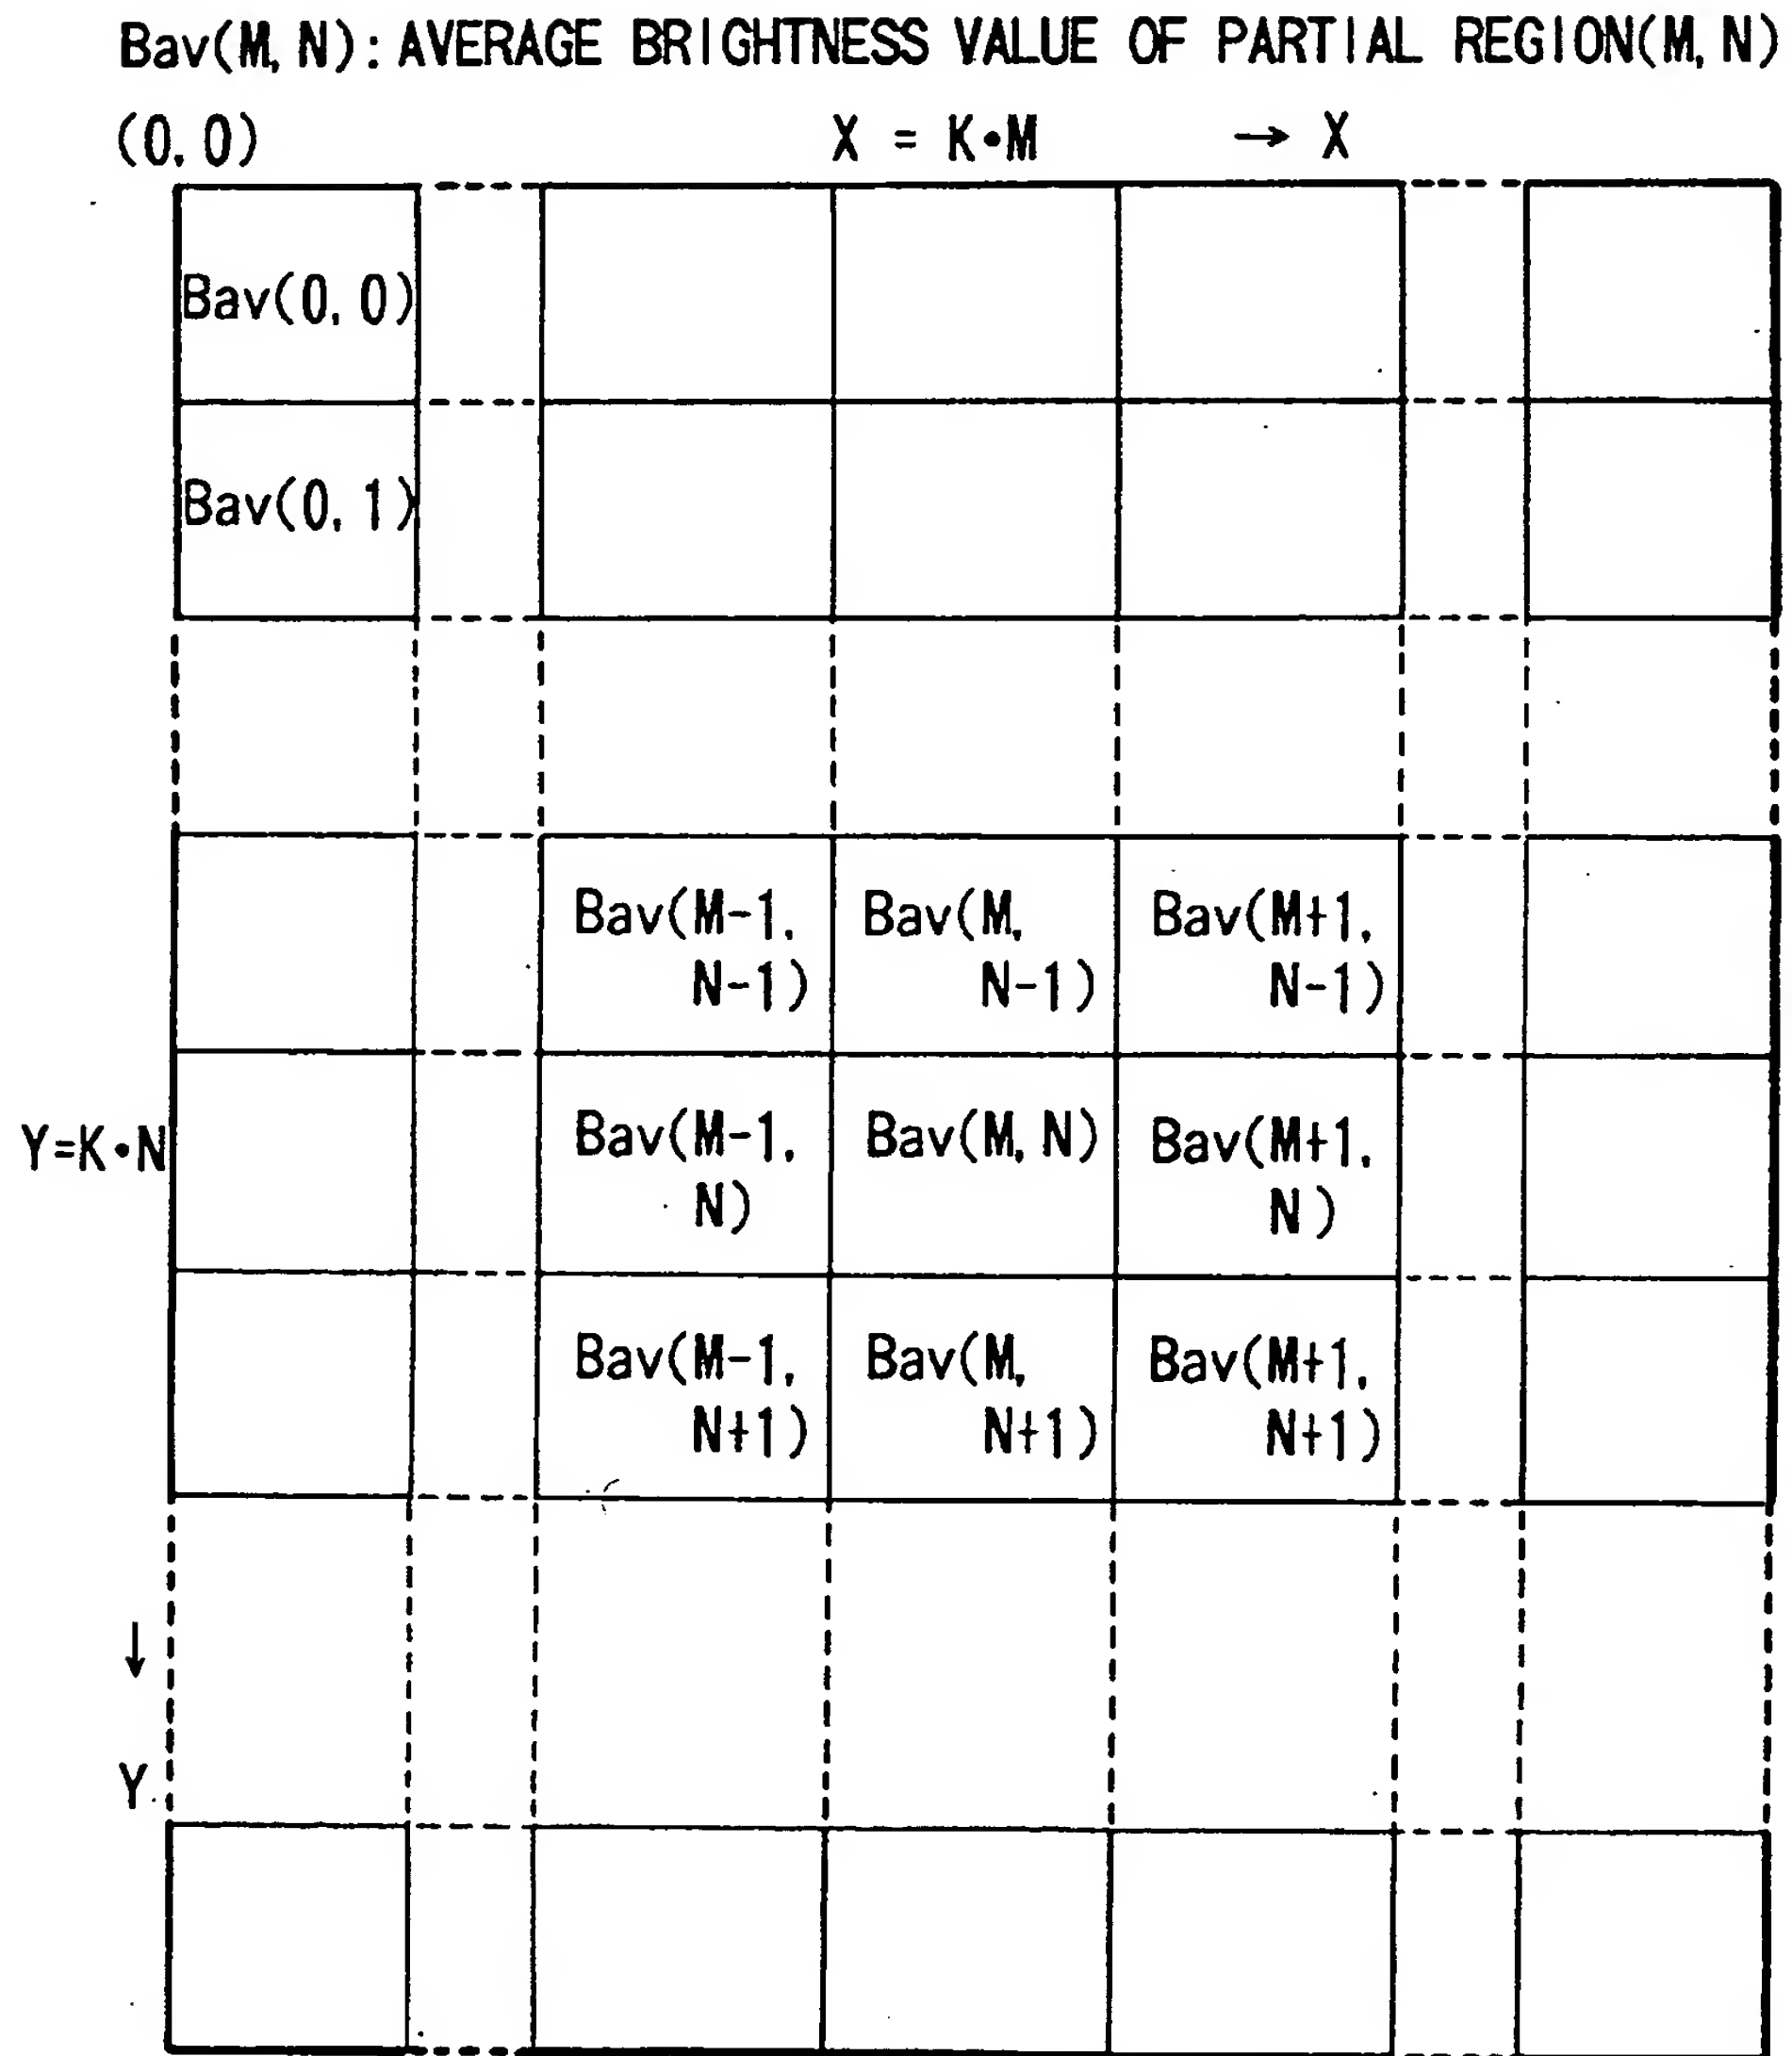 Bav(M, N): AVERAGE BRIGHTNESS VALUE OF PARTIAL REGION(M, N)
(0, 0)
X = K•M → X
Bav(0, 0)
Bav(0, 1)
Bav(M-1, Bav(M, Bav(M+1,
N-1) N-1) N-1)
Y=K•N
Bav(M-1, Bav(M, N) Bav(M+1,
N) N)
Bav(M-1, Bav(M, Bav(M+1,
N+1) N+1) N+1)
↓
Y